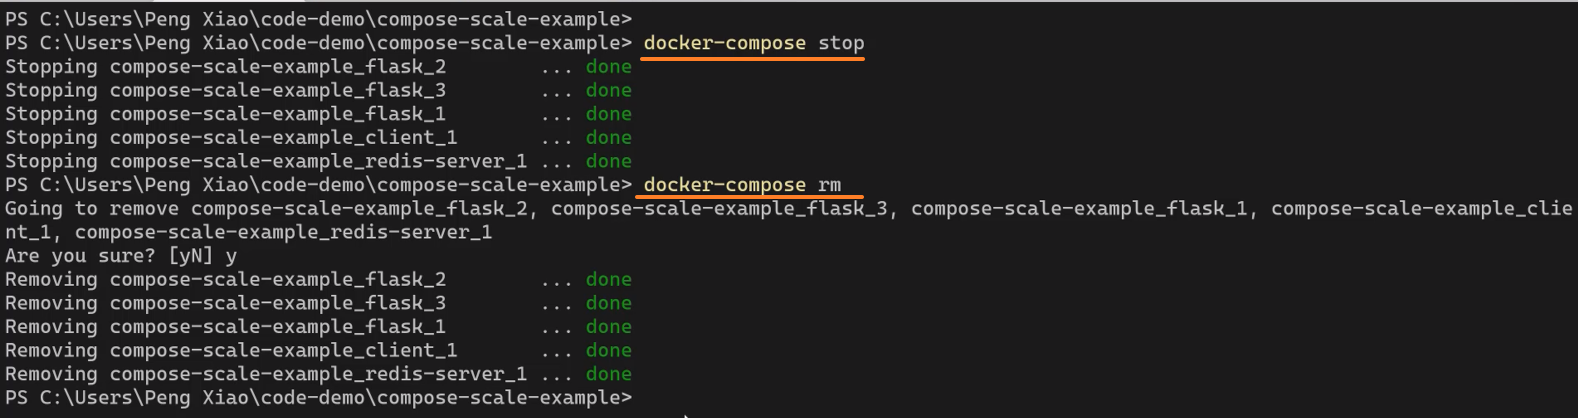 PS C:\Users\Peng Xiao\code-demo\compose-scale-example>
PS C:\Users\Peng Xiao\code-demo\compose-scale-example> docker-compose stop
Stopping compose-scale-example_flask_2        ... done
Stopping compose-scale-example_flask_3        ... done
Stopping compose-scale-example_flask_1        ... done
Stopping compose-scale-example_client_1       ... done
Stopping compose-scale-example_redis-server_1 ... done
PS C:\Users\Peng Xiao\code-demo\compose-scale-example> docker-compose rm
Going to remove compose-scale-example_flask_2, compose-scale-example_flask_3, compose-scale-example_flask_1, compose-scale-example_clie
nt_1, compose-scale-example_redis-server_1
Are you sure? [yN] y
Removing compose-scale-example_flask_2        ... done
Removing compose-scale-example_flask_3        ... done
Removing compose-scale-example_flask_1        ... done
Removing compose-scale-example_client_1       ... done
Removing compose-scale-example_redis-server_1 ... done
PS C:\Users\Peng Xiao\code-demo\compose-scale-example>